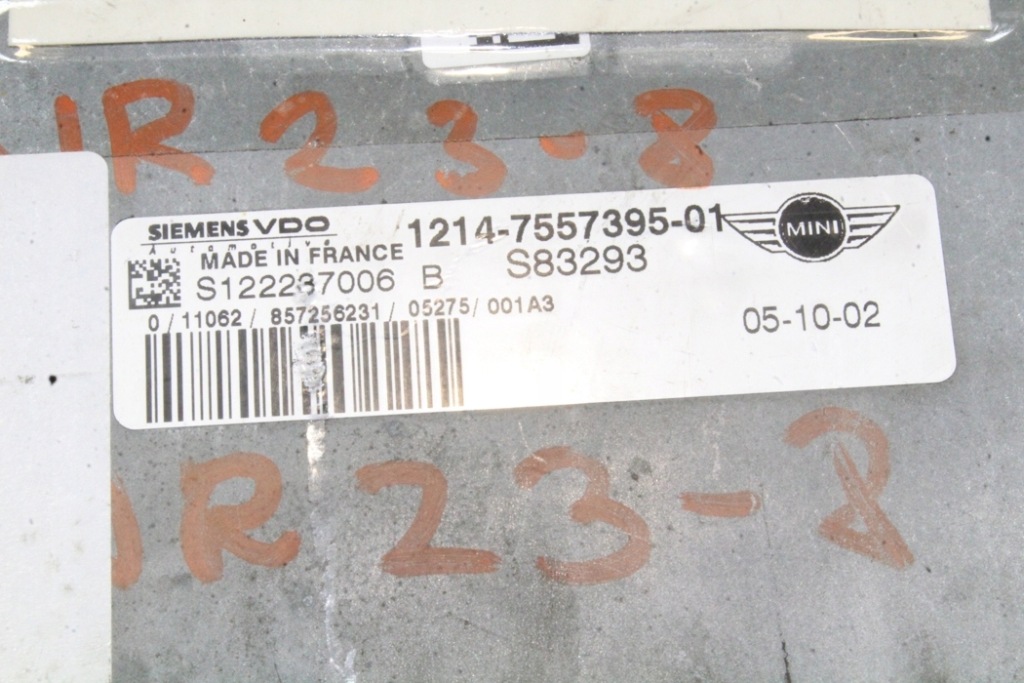 R23-8
SIEMENS VDO 1214-7557395-01 MINI
Automotive
MADE IN FRANCE S83293
S122237006 B
0/11062/857256231/05275/001A3
05-10-02
R23-8